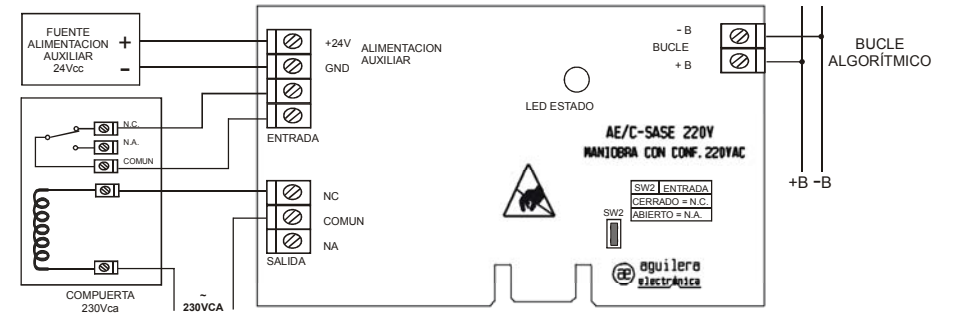 FUENTE
ALIMENTACION
AUXILIAR
24Vcc
+
-
+24V
GND
ALIMENTACION
AUXILIAR
ENTRADA
N.C.
N.A.
COMUN
NC
COMUN
NA
SALIDA
COMPUERTA
230Vca
~
230VCA
- B
BUCLE
+ B
LED ESTADO
AE/C-SASE 220V
MANIOBRA CON CONF. 220VAC
SW2 ENTRADA
CERRADO = N.C.
ABIERTO = N.A.
SW2
ae aguilera
electrónica
BUCLE
ALGORÍTMICO
+B -B